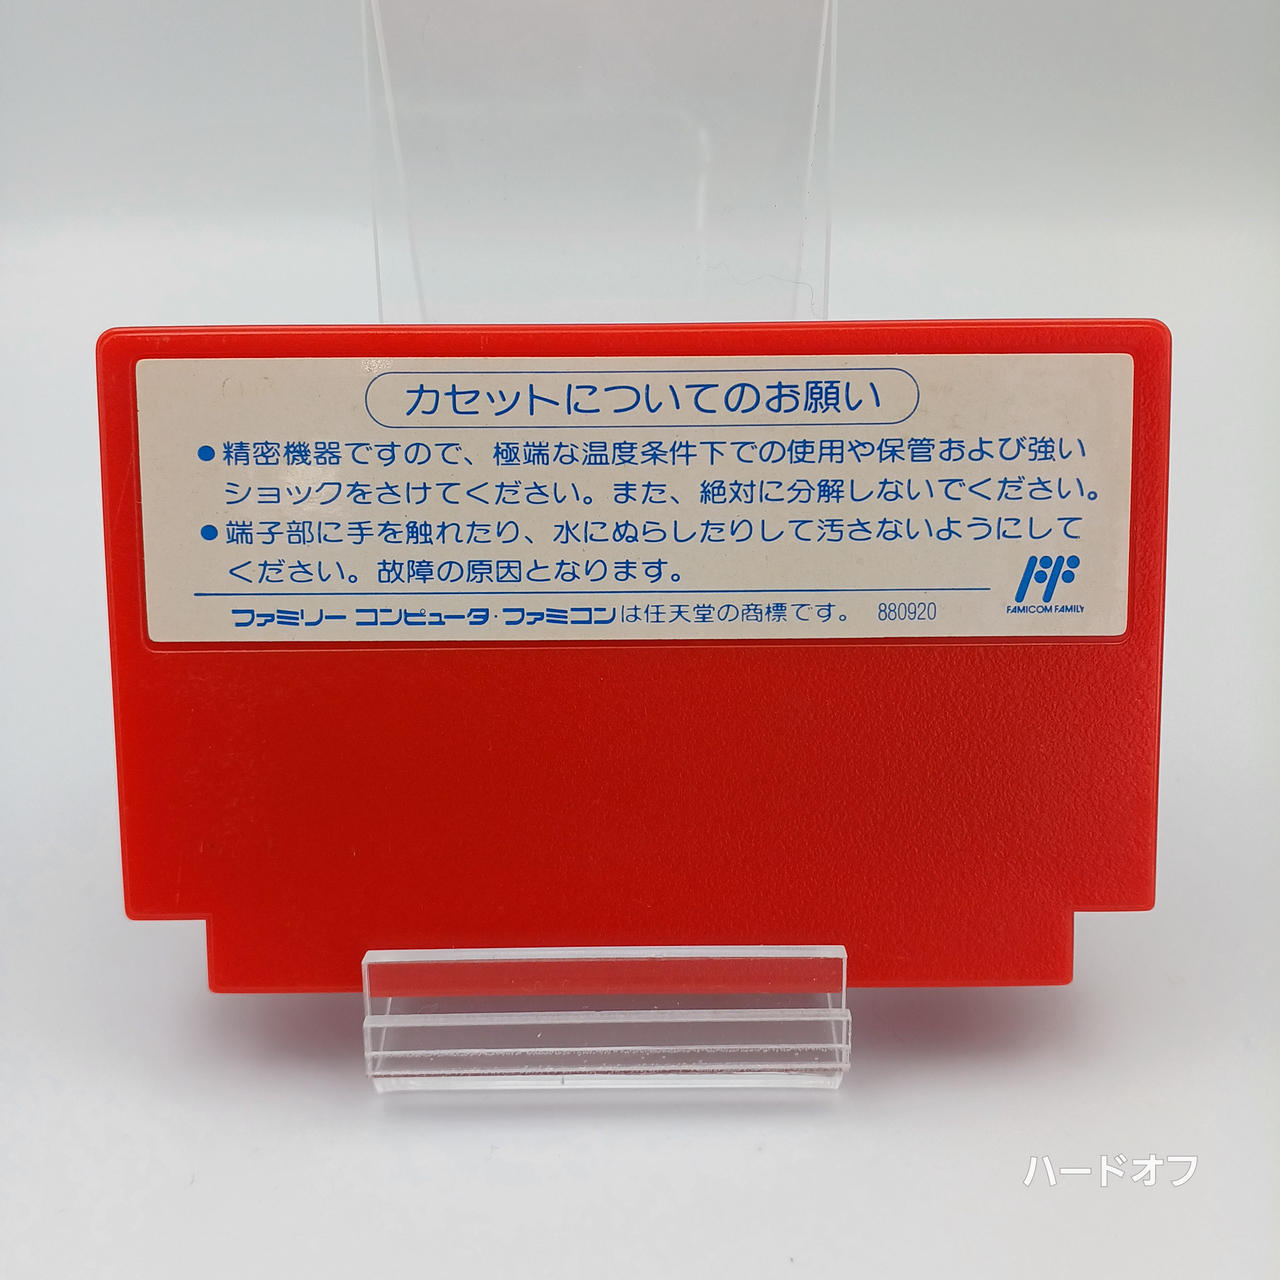 カセットについてのお願い
●精密機器ですので、極端な温度条件下での使用や保管および強い
ショックをさけてください。また、絶対に分解しないでください。
●端子部に手を触れたり、水にぬらしたりして汚さないようにして
ください。故障の原因となります。
FAMICOM FAMILY
ファミリーコンピュータ・ファミコンは任天堂の商標です。 880920
ハードオフ